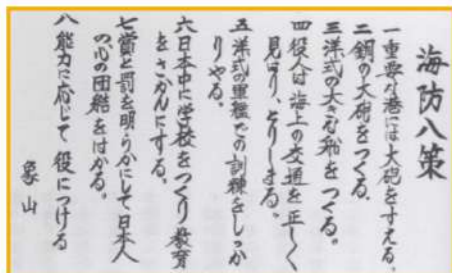 海防八策
一重要な港には大砲をすえる。
二銅の大砲をつくる。
三洋式の大きな船をつくる。
四役人は海上の交通を正しく
見はり、とりしまる。
五洋式の軍艦での訓練をしっか
りやる。
六日本中に学校をつくり教育
をさかんにする。
七賞と罰を明らかにして日本人
の心の団結をはかる。
八能力に応じて役につける
象山